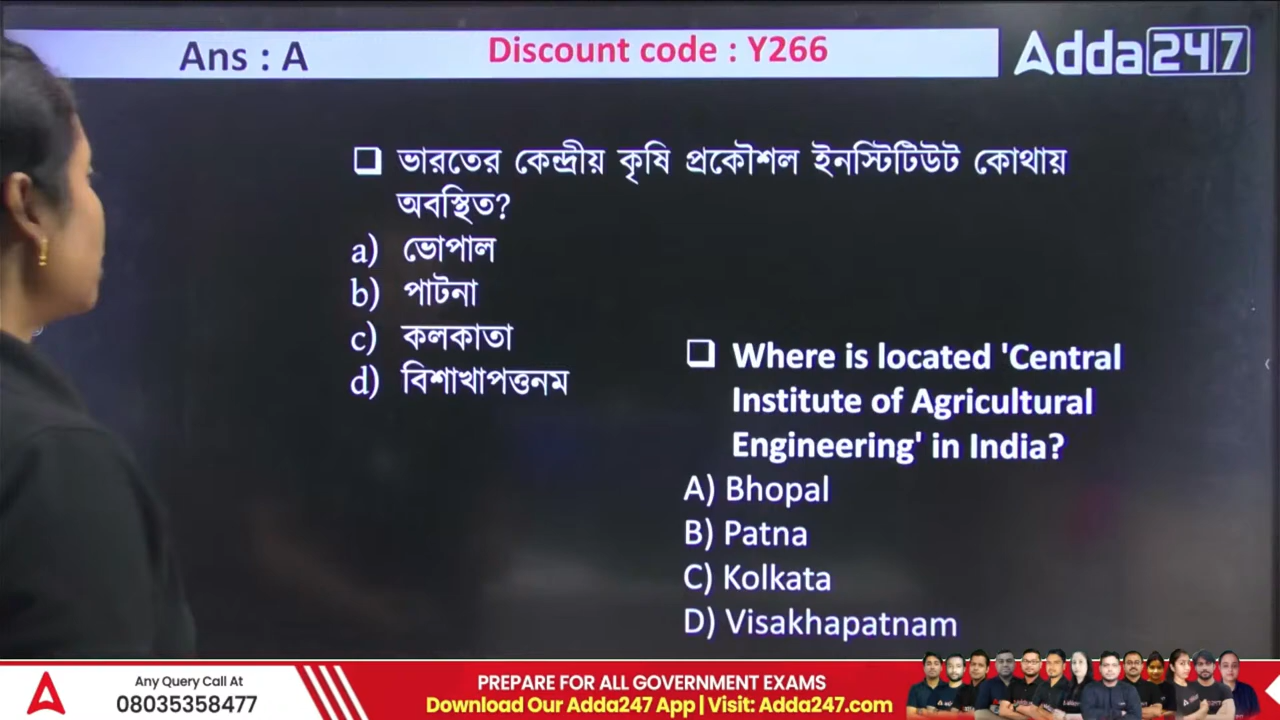 Ans : A
Discount code : Y266
Adda247
❑ ভারতের কেন্দ্রীয় কৃষি প্রকৌশল ইনস্টিটিউট কোথায়
অবস্থিত?
a) ভোপাল
b) পাটনা
c) কলকাতা
d) বিশাখাপত্তনম
❑ Where is located 'Central
Institute of Agricultural
Engineering' in India?
A) Bhopal
B) Patna
C) Kolkata
D) Visakhapatnam
Any Query Call At
08035358477
PREPARE FOR ALL GOVERNMENT EXAMS
Download Our Adda247 App | Visit: Adda247.com